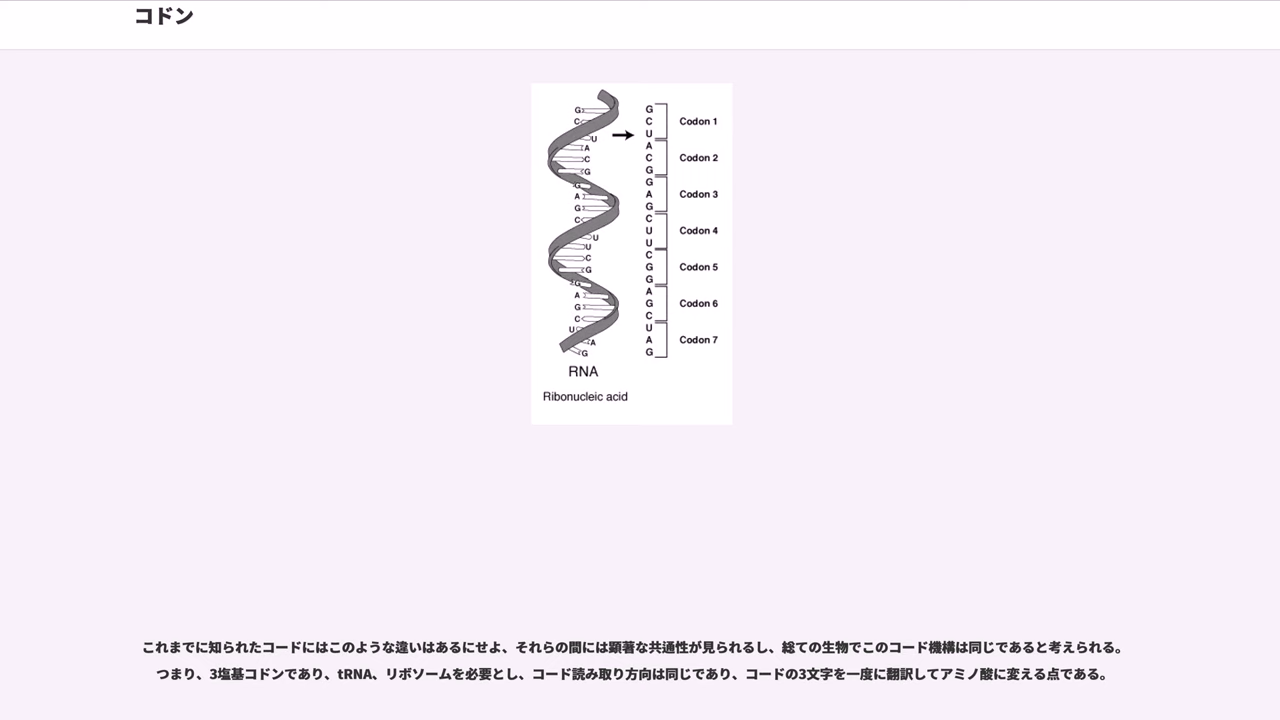 コドン
G
C
U
A
C
G
G
A
G
C
U
U
C
G
G
A
G
C
U
A
G
RNA
Ribonucleic acid
G
C
U
Codon 1
A
C
G
Codon 2
G
A
G
Codon 3
C
U
U
Codon 4
C
G
G
Codon 5
A
G
C
Codon 6
U
A
G
Codon 7
これまでに知られたコードにはこのような違いはあるにせよ、それらの間には顕著な共通性が見られるし、総ての生物でこのコード機構は同じであると考えられる。
つまり、3塩基コドンであり、tRNA、リボソームを必要とし、コード読み取り方向は同じであり、コードの3文字を一度に翻訳してアミノ酸に変える点である。